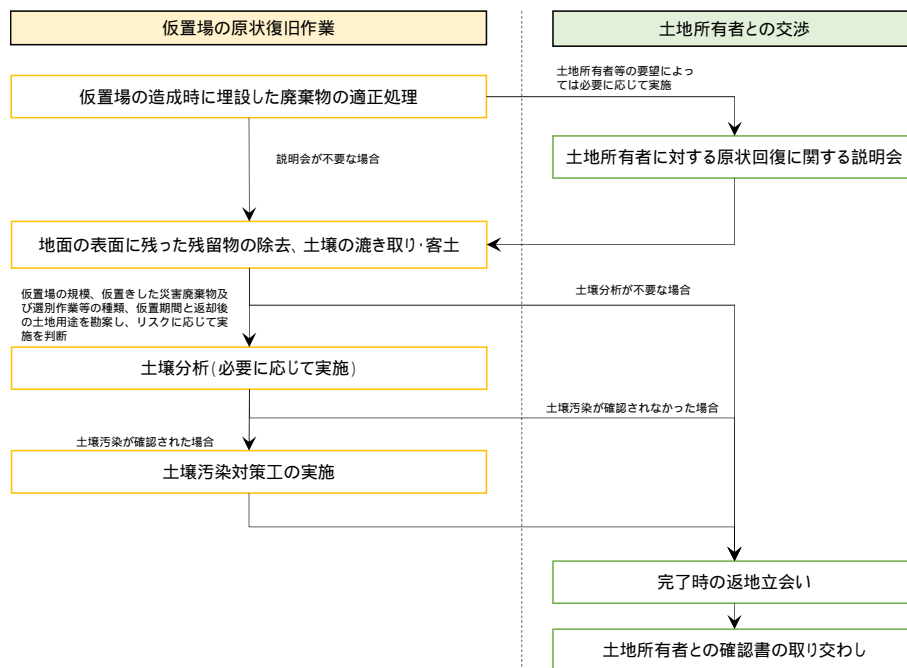 仮置場の原状復旧作業
土地所有者との交渉
仮置場の造成時に埋設した廃棄物の適正処理
土地所有者等の要望によっ
ては必要に応じて実施
説明会が不要な場合
土地所有者に対する原状回復に関する説明会
地面の表面に残った残留物の除去、土壌の漉き取り・客土
仮置場の規模、仮置きした災害廃棄物及
び選別作業等の種類、仮置期間と返却後
の土地用途を勘案し、リスクに応じて実
施を判断
土壌分析が不要な場合
土壌分析(必要に応じて実施)
土壌汚染が確認されなかった場合
土壌汚染が確認された場合
土壌汚染対策工の実施
完了時の返地立会い
土地所有者との確認書の取り交わし